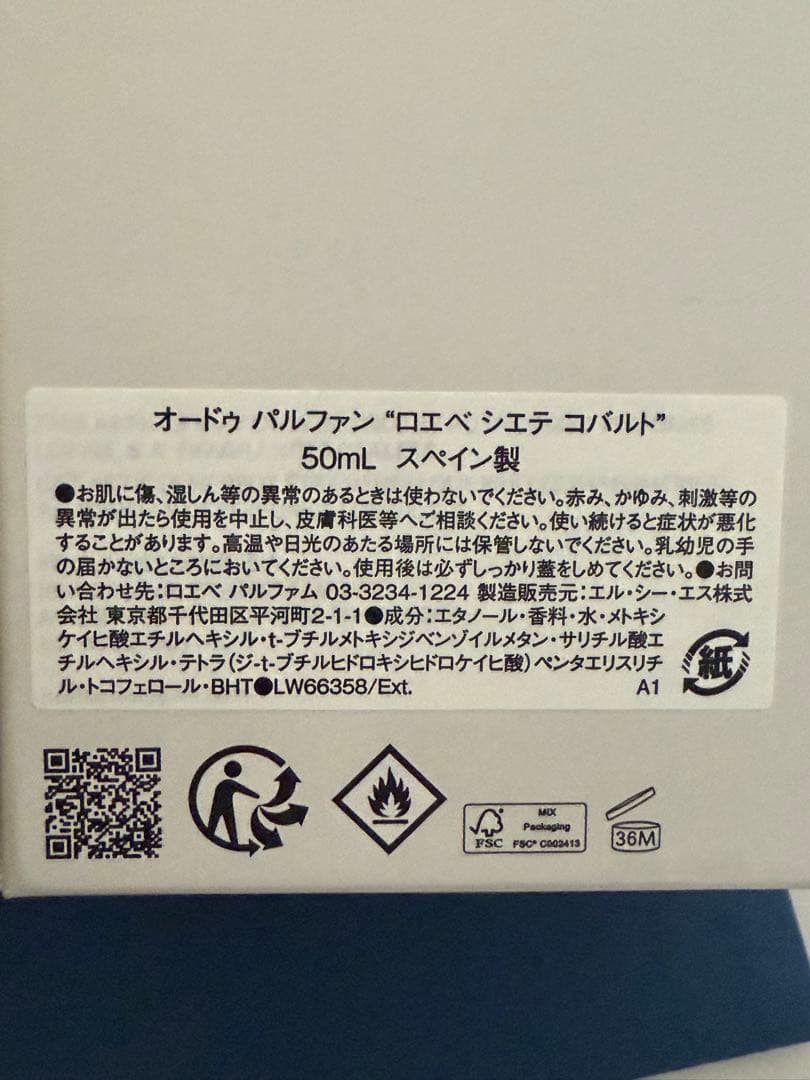 オードゥ パルファン “ロエベ シエテ コバルト”
50mL スペイン製
●お肌に傷、湿しん等の異常のあるときは使わないでください。赤み、かゆみ、刺激等の
異常が出たら使用を中止し、皮膚科医等へご相談ください。使い続けると症状が悪化
することがあります。高温や日光のあたる場所には保管しないでください。乳幼児の手
の届かないところにおいてください。使用後は必ずしっかり蓋をしめてください。●お問
い合わせ先：ロエベ パルファム 03-3234-1224 製造販売元：エル・シー・エス株式
会社 東京都千代田区平河町2-1-1●成分：エタノール・香料・水・メトキシ
ケイヒ酸エチルヘキシル・t-ブチルメトキシジベンゾイルメタン・サリチル酸エ
チルヘキシル・テトラ（ジ-t-ブチルヒドロキシヒドロケイヒ酸）ペンタエリスリチ
ル・トコフェロール・BHT●LW66358/Ext. A1
紙
FSC
MIX
Packaging
FSC® C002413
36M